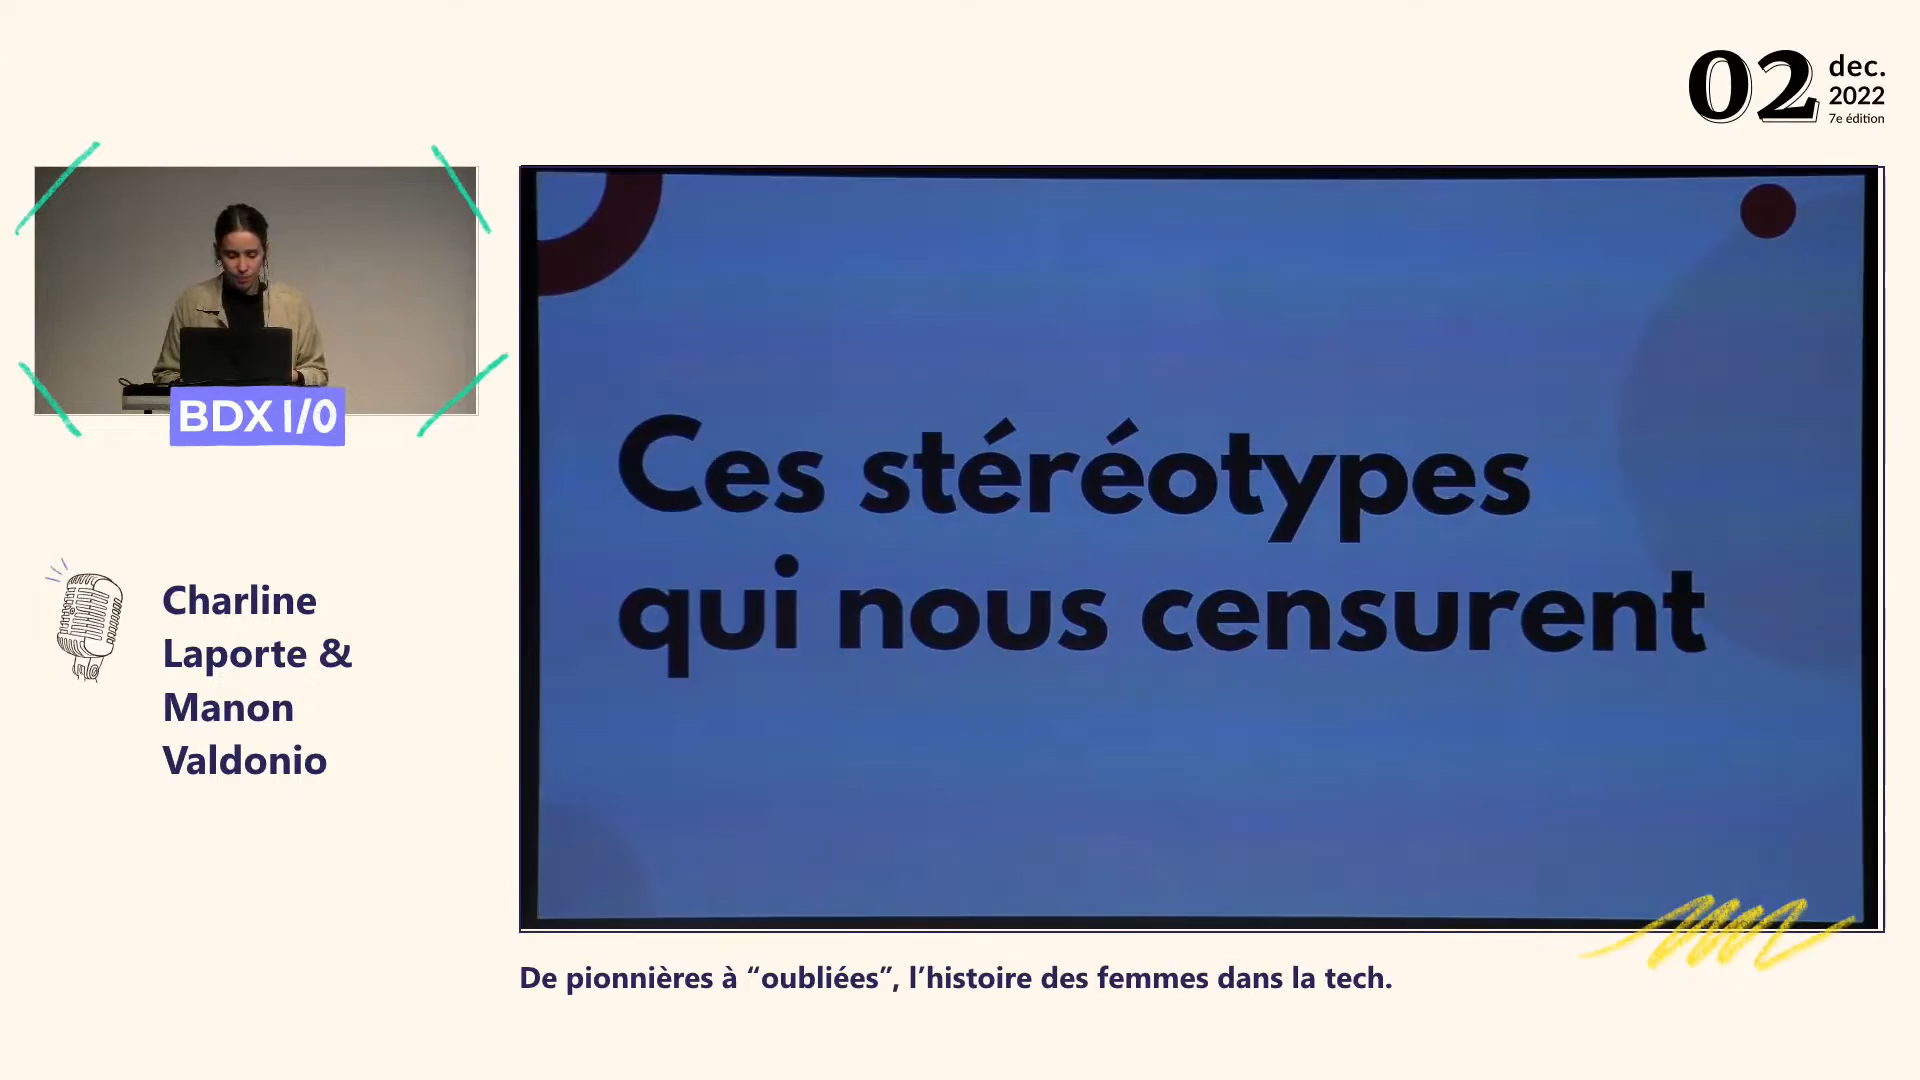 02
dec.
2022
7e édition
BDX I/O
Ces stéréotypes
qui nous censurent
Charline
Laporte &
Manon
Valdonio
De pionnières à “oubliées”, l’histoire des femmes dans la tech.